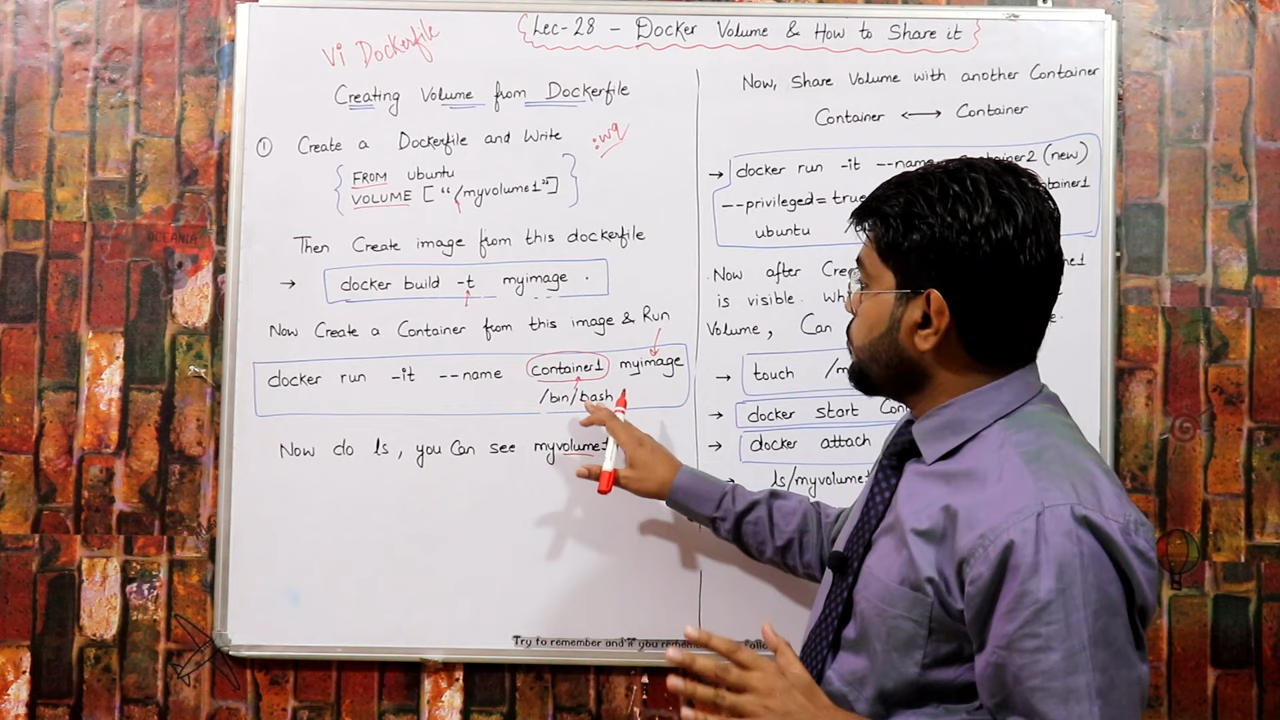 Lec-28 - Docker Volume & How to Share it
Vi Dockerfile
Creating Volume from Dockerfile
① Create a Dockerfile and Write
:wq
FROM ubuntu
VOLUME ["/myvolume1"]
Then Create image from this dockerfile
→ docker build -t myimage .
Now Create a Container from this image & Run
docker run -it --name container1 myimage
/bin/bash
Now do ls, you Can see myvolume1
Now, Share Volume with another Container
Container ⟷ Container
→ docker run -it --name container2 (new)
--privileged=true
ubuntu
Now after
is visible.
Volume, Can
→ touch
→ docker start
→ docker attach
→ ls/myvolume1
Try to remember and if you
OCEANIA